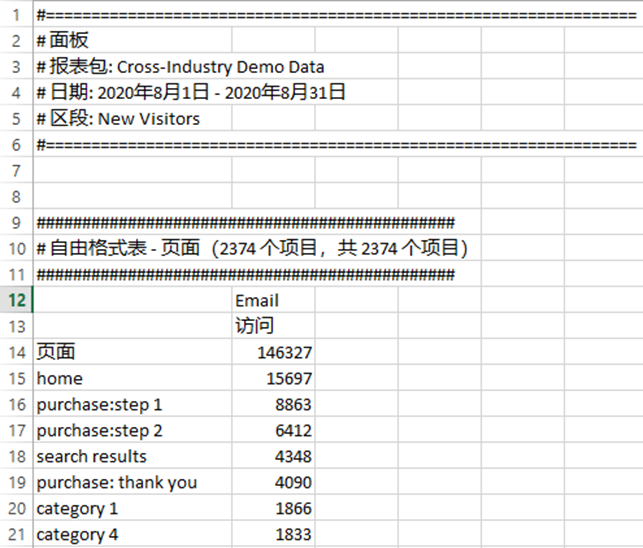 1 #=================================================================
2 # 面板
3 # 报表包: Cross-Industry Demo Data
4 # 日期: 2020年8月1日 - 2020年8月31日
5 # 区段: New Visitors
6 #=================================================================
7
8
9 ##############################################
10 # 自由格式表 - 页面（2374 个项目，共 2374 个项目）
11 ##############################################
12 Email
13 访问
14 页面 146327
15 home 15697
16 purchase:step 1 8863
17 purchase:step 2 6412
18 search results 4348
19 purchase: thank you 4090
20 category 1 1866
21 category 4 1833